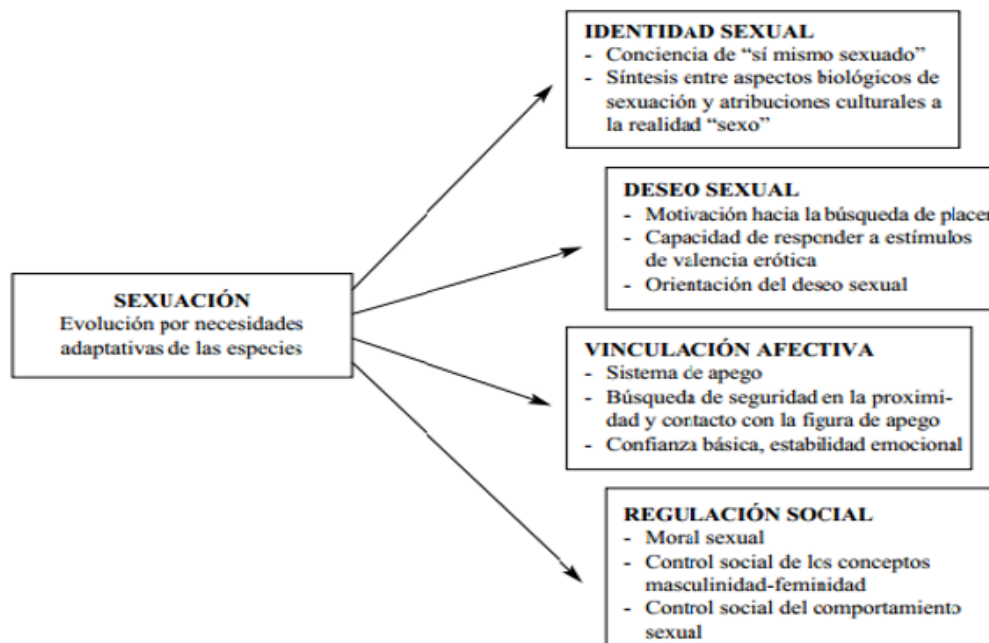 IDENTIDAD SEXUAL
- Conciencia de “sí mismo sexuado”
- Síntesis entre aspectos biológicos de
sexuación y atribuciones culturales a
la realidad “sexo”
DESEO SEXUAL
- Motivación hacia la búsqueda de placer
- Capacidad de responder a estímulos
de valencia erótica
- Orientación del deseo sexual
SEXUACIÓN
Evolución por necesidades
adaptativas de las especies
VINCULACIÓN AFECTIVA
- Sistema de apego
- Búsqueda de seguridad en la proximi-
dad y contacto con la figura de apego
- Confianza básica, estabilidad emocional
REGULACIÓN SOCIAL
- Moral sexual
- Control social de los conceptos
masculinidad-feminidad
- Control social del comportamiento
sexual